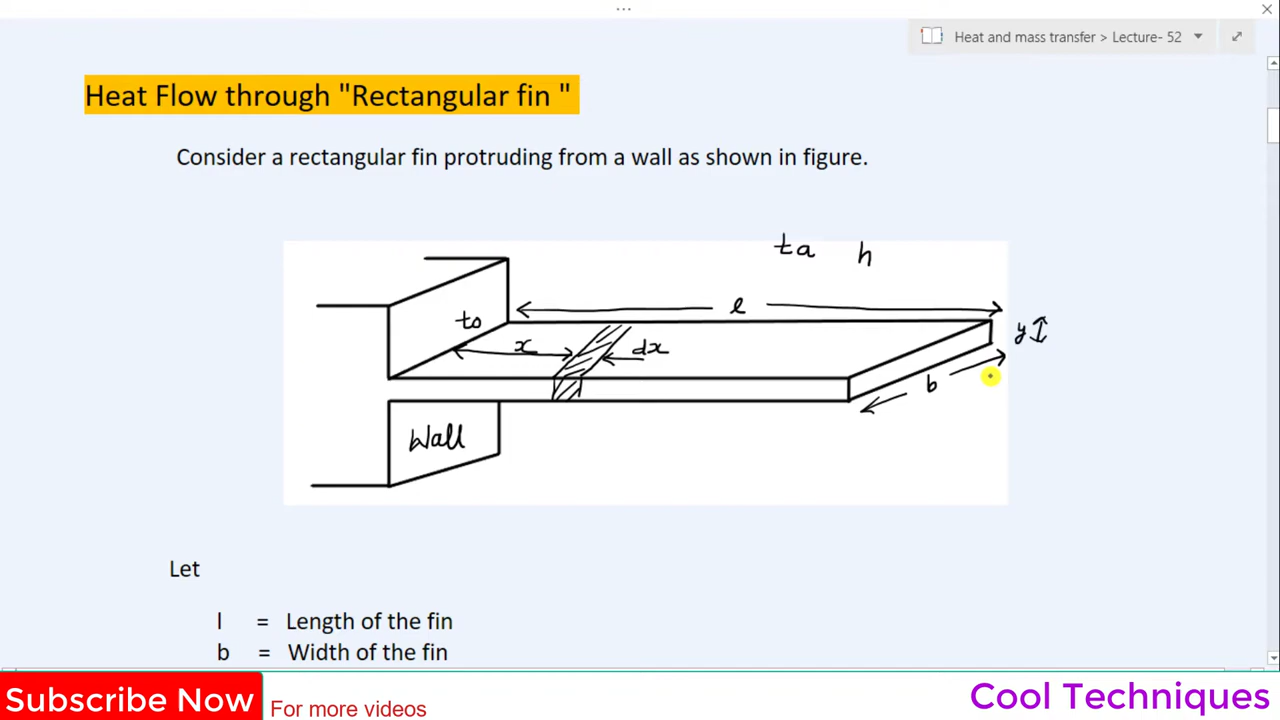 ...
Heat and mass transfer > Lecture- 52
Heat Flow through "Rectangular fin "
Consider a rectangular fin protruding from a wall as shown in figure.
ta h
l
to
x
dx
y
b
Wall
Let
l = Length of the fin
b = Width of the fin
Subscribe Now
For more videos
Cool Techniques